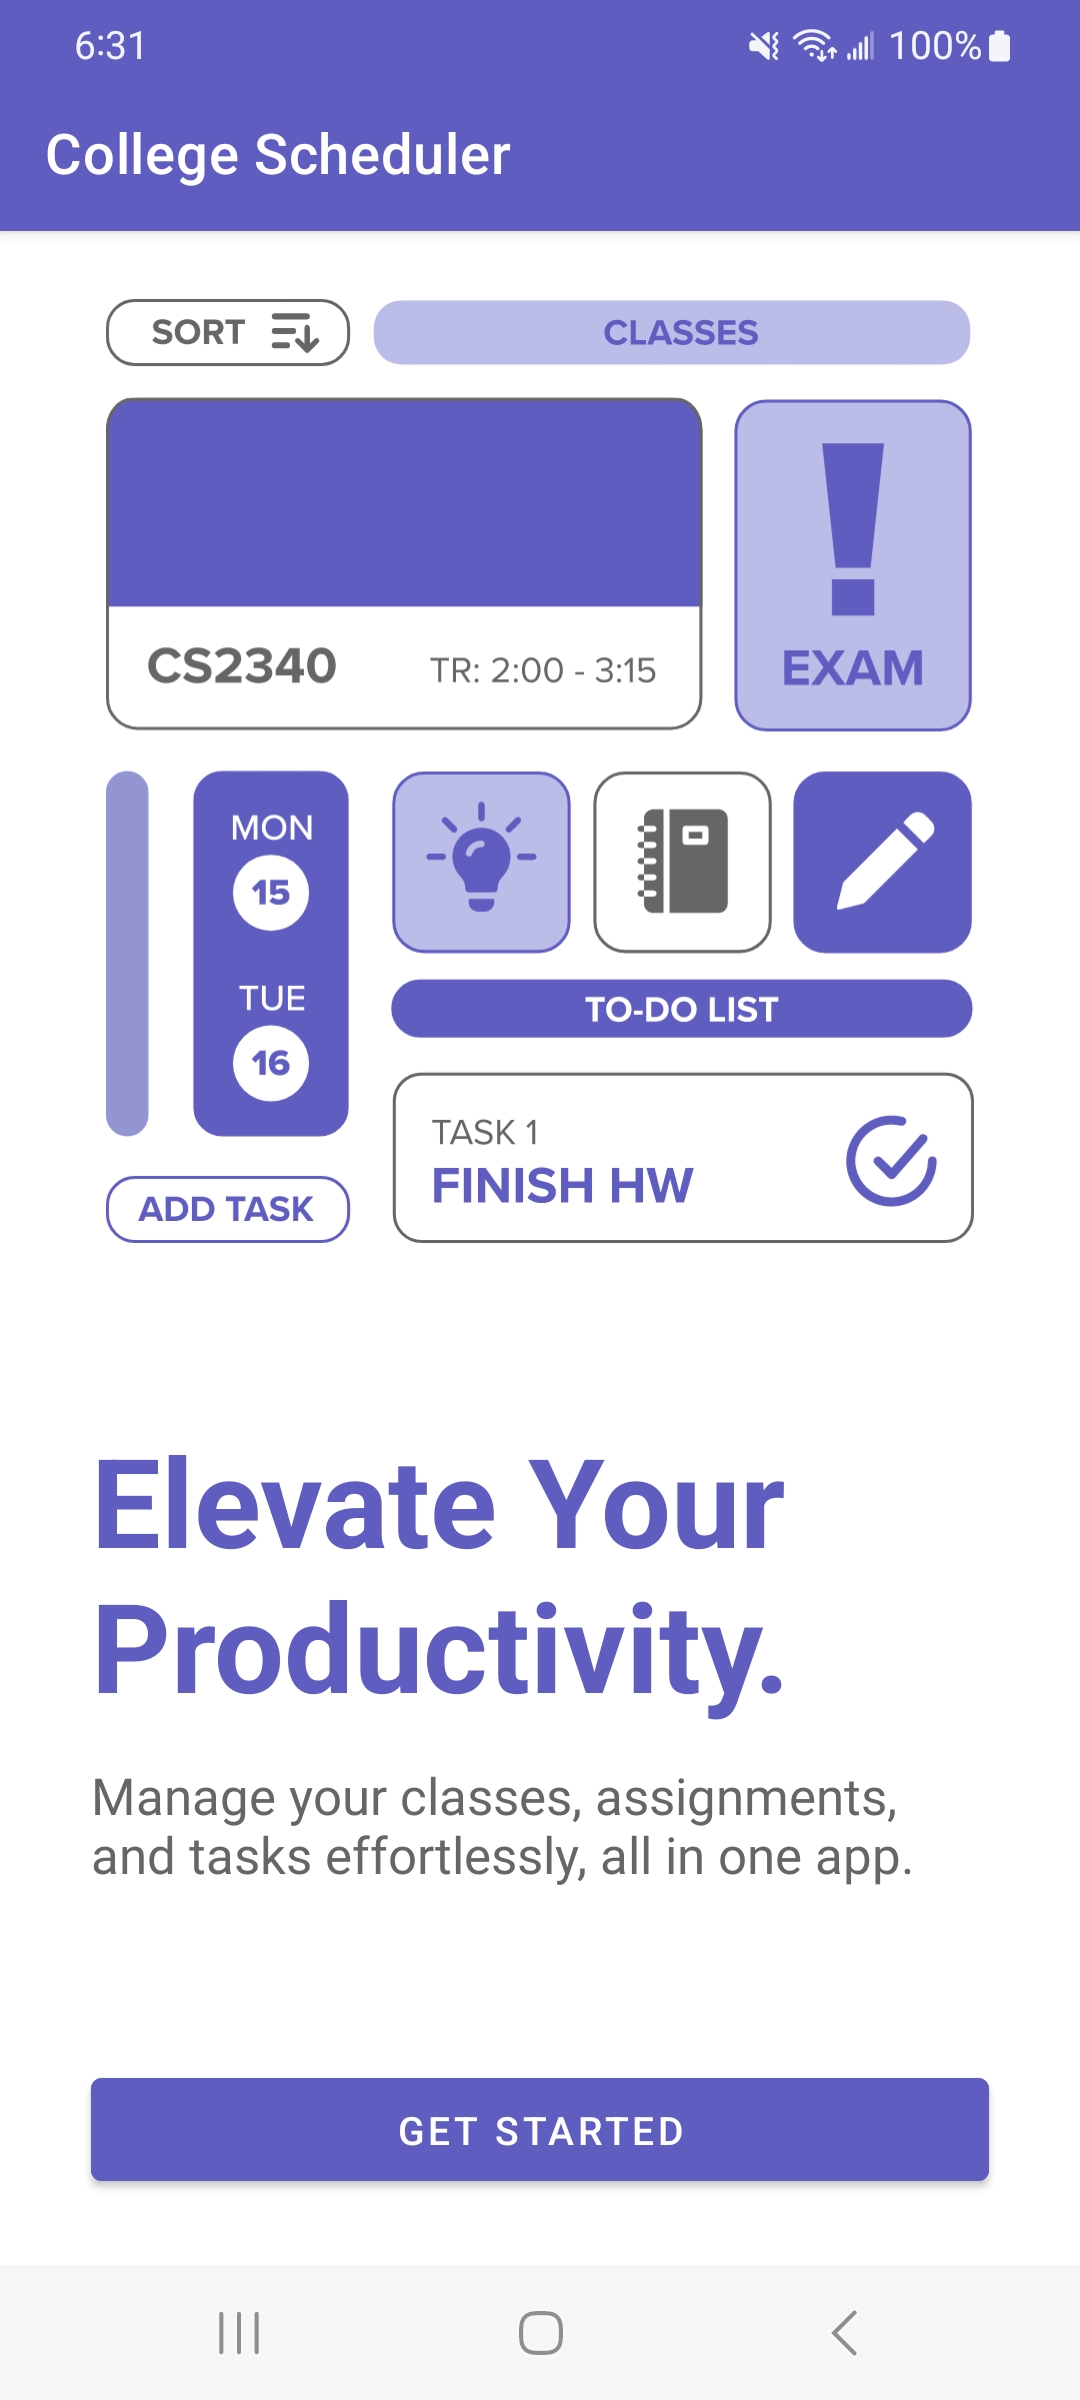 6:31
100%
College Scheduler
SORT
CLASSES
CS2340
TR: 2:00 - 3:15
EXAM
MON
15
TUE
16
TO-DO LIST
TASK 1
FINISH HW
ADD TASK
Elevate Your
Productivity.
Manage your classes, assignments,
and tasks effortlessly, all in one app.
GET STARTED